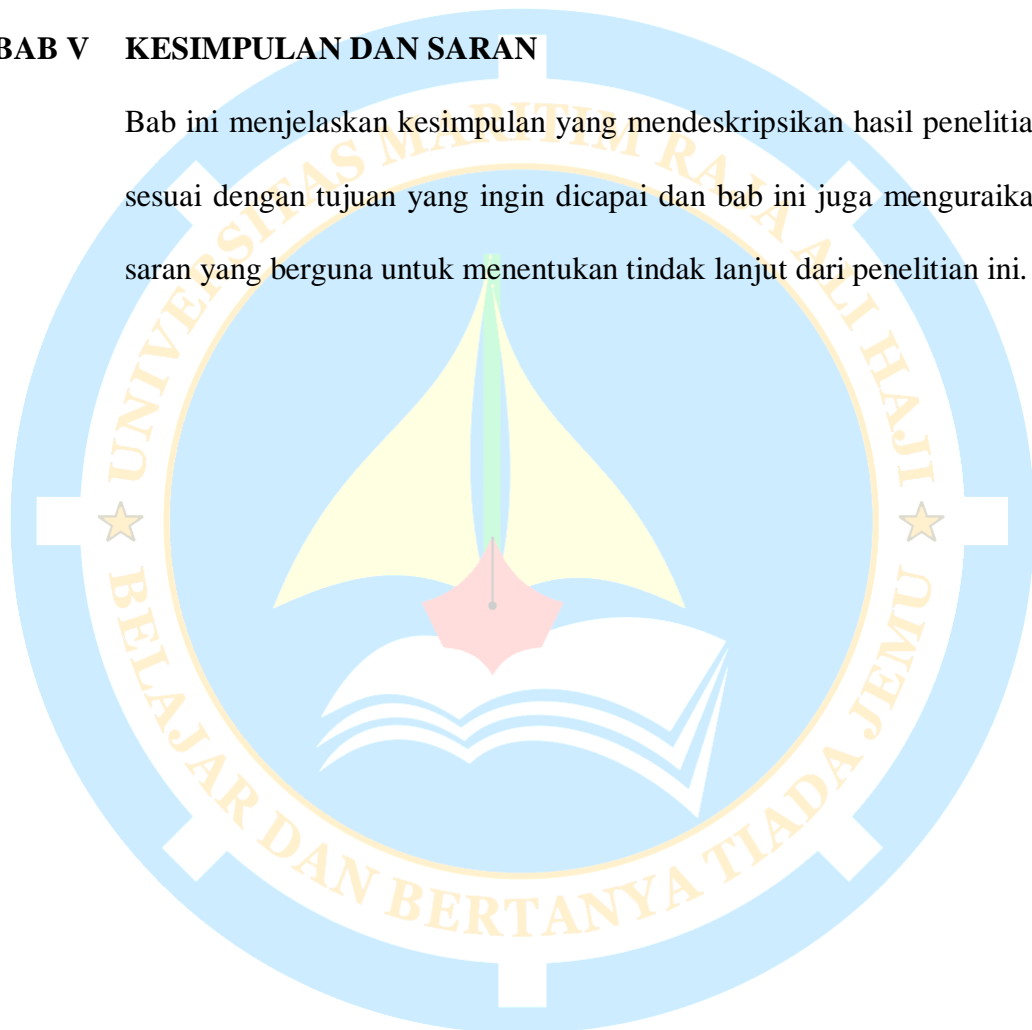 BAB V KESIMPULAN DAN SARAN
Bab ini menjelaskan kesimpulan yang mendeskripsikan hasil penelitia
sesuai dengan tujuan yang ingin dicapai dan bab ini juga menguraika
saran yang berguna untuk menentukan tindak lanjut dari penelitian ini.
UNIVERSITAS MARITIM RAJA ALI HAJI
BELAJAR DAN BERTANYA TIADA JEMU